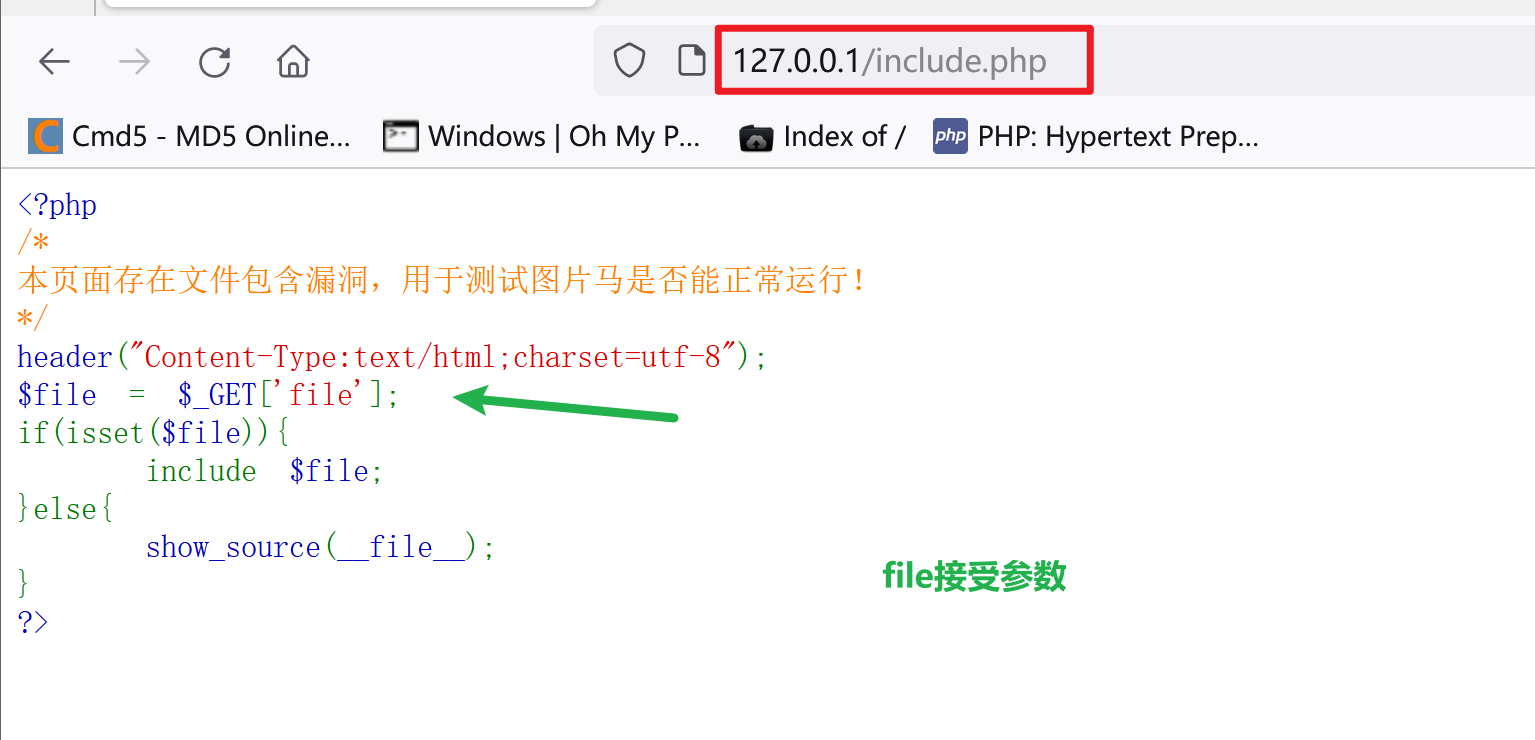 127.0.0.1/include.php
Cmd5 - MD5 Online... Windows | Oh My P... Index of / php PHP: Hypertext Prep...
<?php
/*
本页面存在文件包含漏洞，用于测试图片马是否能正常运行！
*/
header("Content-Type:text/html;charset=utf-8");
$file  =  $_GET['file'];
if(isset($file)){
        include  $file;
}else{
        show_source(__file__);
}
?>
file接受参数